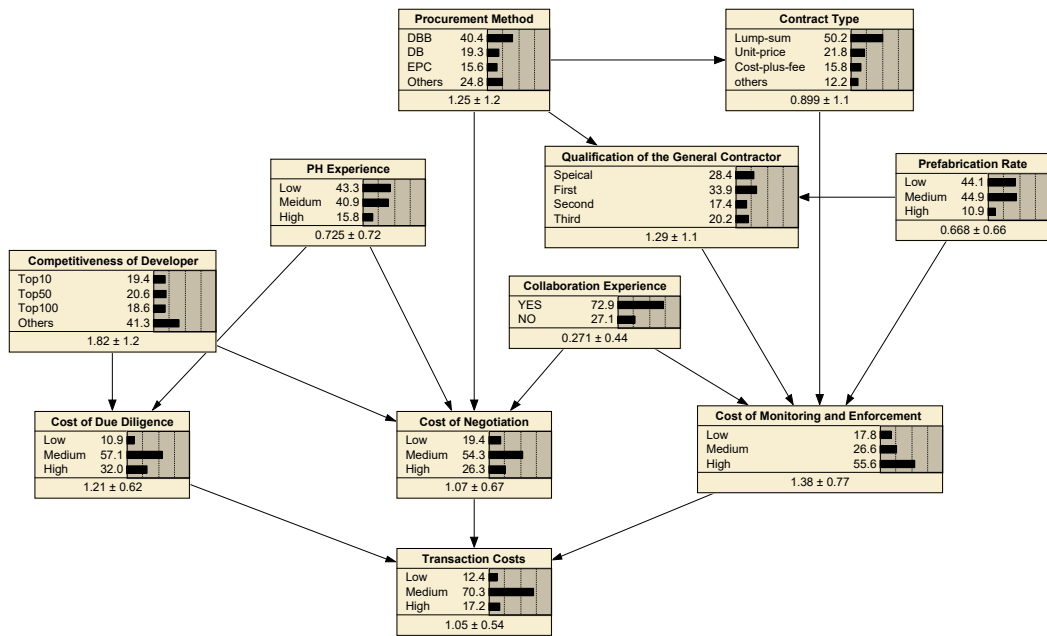 Procurement Method
DBB 40.4
DB 19.3
EPC 15.6
Others 24.8
1.25 ± 1.2
Contract Type
Lump-sum 50.2
Unit-price 21.8
Cost-plus-fee 15.8
others 12.2
0.899 ± 1.1
PH Experience
Low 43.3
Meidum 40.9
High 15.8
0.725 ± 0.72
Qualification of the General Contractor
Speical 28.4
First 33.9
Second 17.4
Third 20.2
1.29 ± 1.1
Prefabrication Rate
Low 44.1
Medium 44.9
High 10.9
0.668 ± 0.66
Competitiveness of Developer
Top10 19.4
Top50 20.6
Top100 18.6
Others 41.3
1.82 ± 1.2
Collaboration Experience
YES 72.9
NO 27.1
0.271 ± 0.44
Cost of Due Diligence
Low 10.9
Medium 57.1
High 32.0
1.21 ± 0.62
Cost of Negotiation
Low 19.4
Medium 54.3
High 26.3
1.07 ± 0.67
Cost of Monitoring and Enforcement
Low 17.8
Medium 26.6
High 55.6
1.38 ± 0.77
Transaction Costs
Low 12.4
Medium 70.3
High 17.2
1.05 ± 0.54